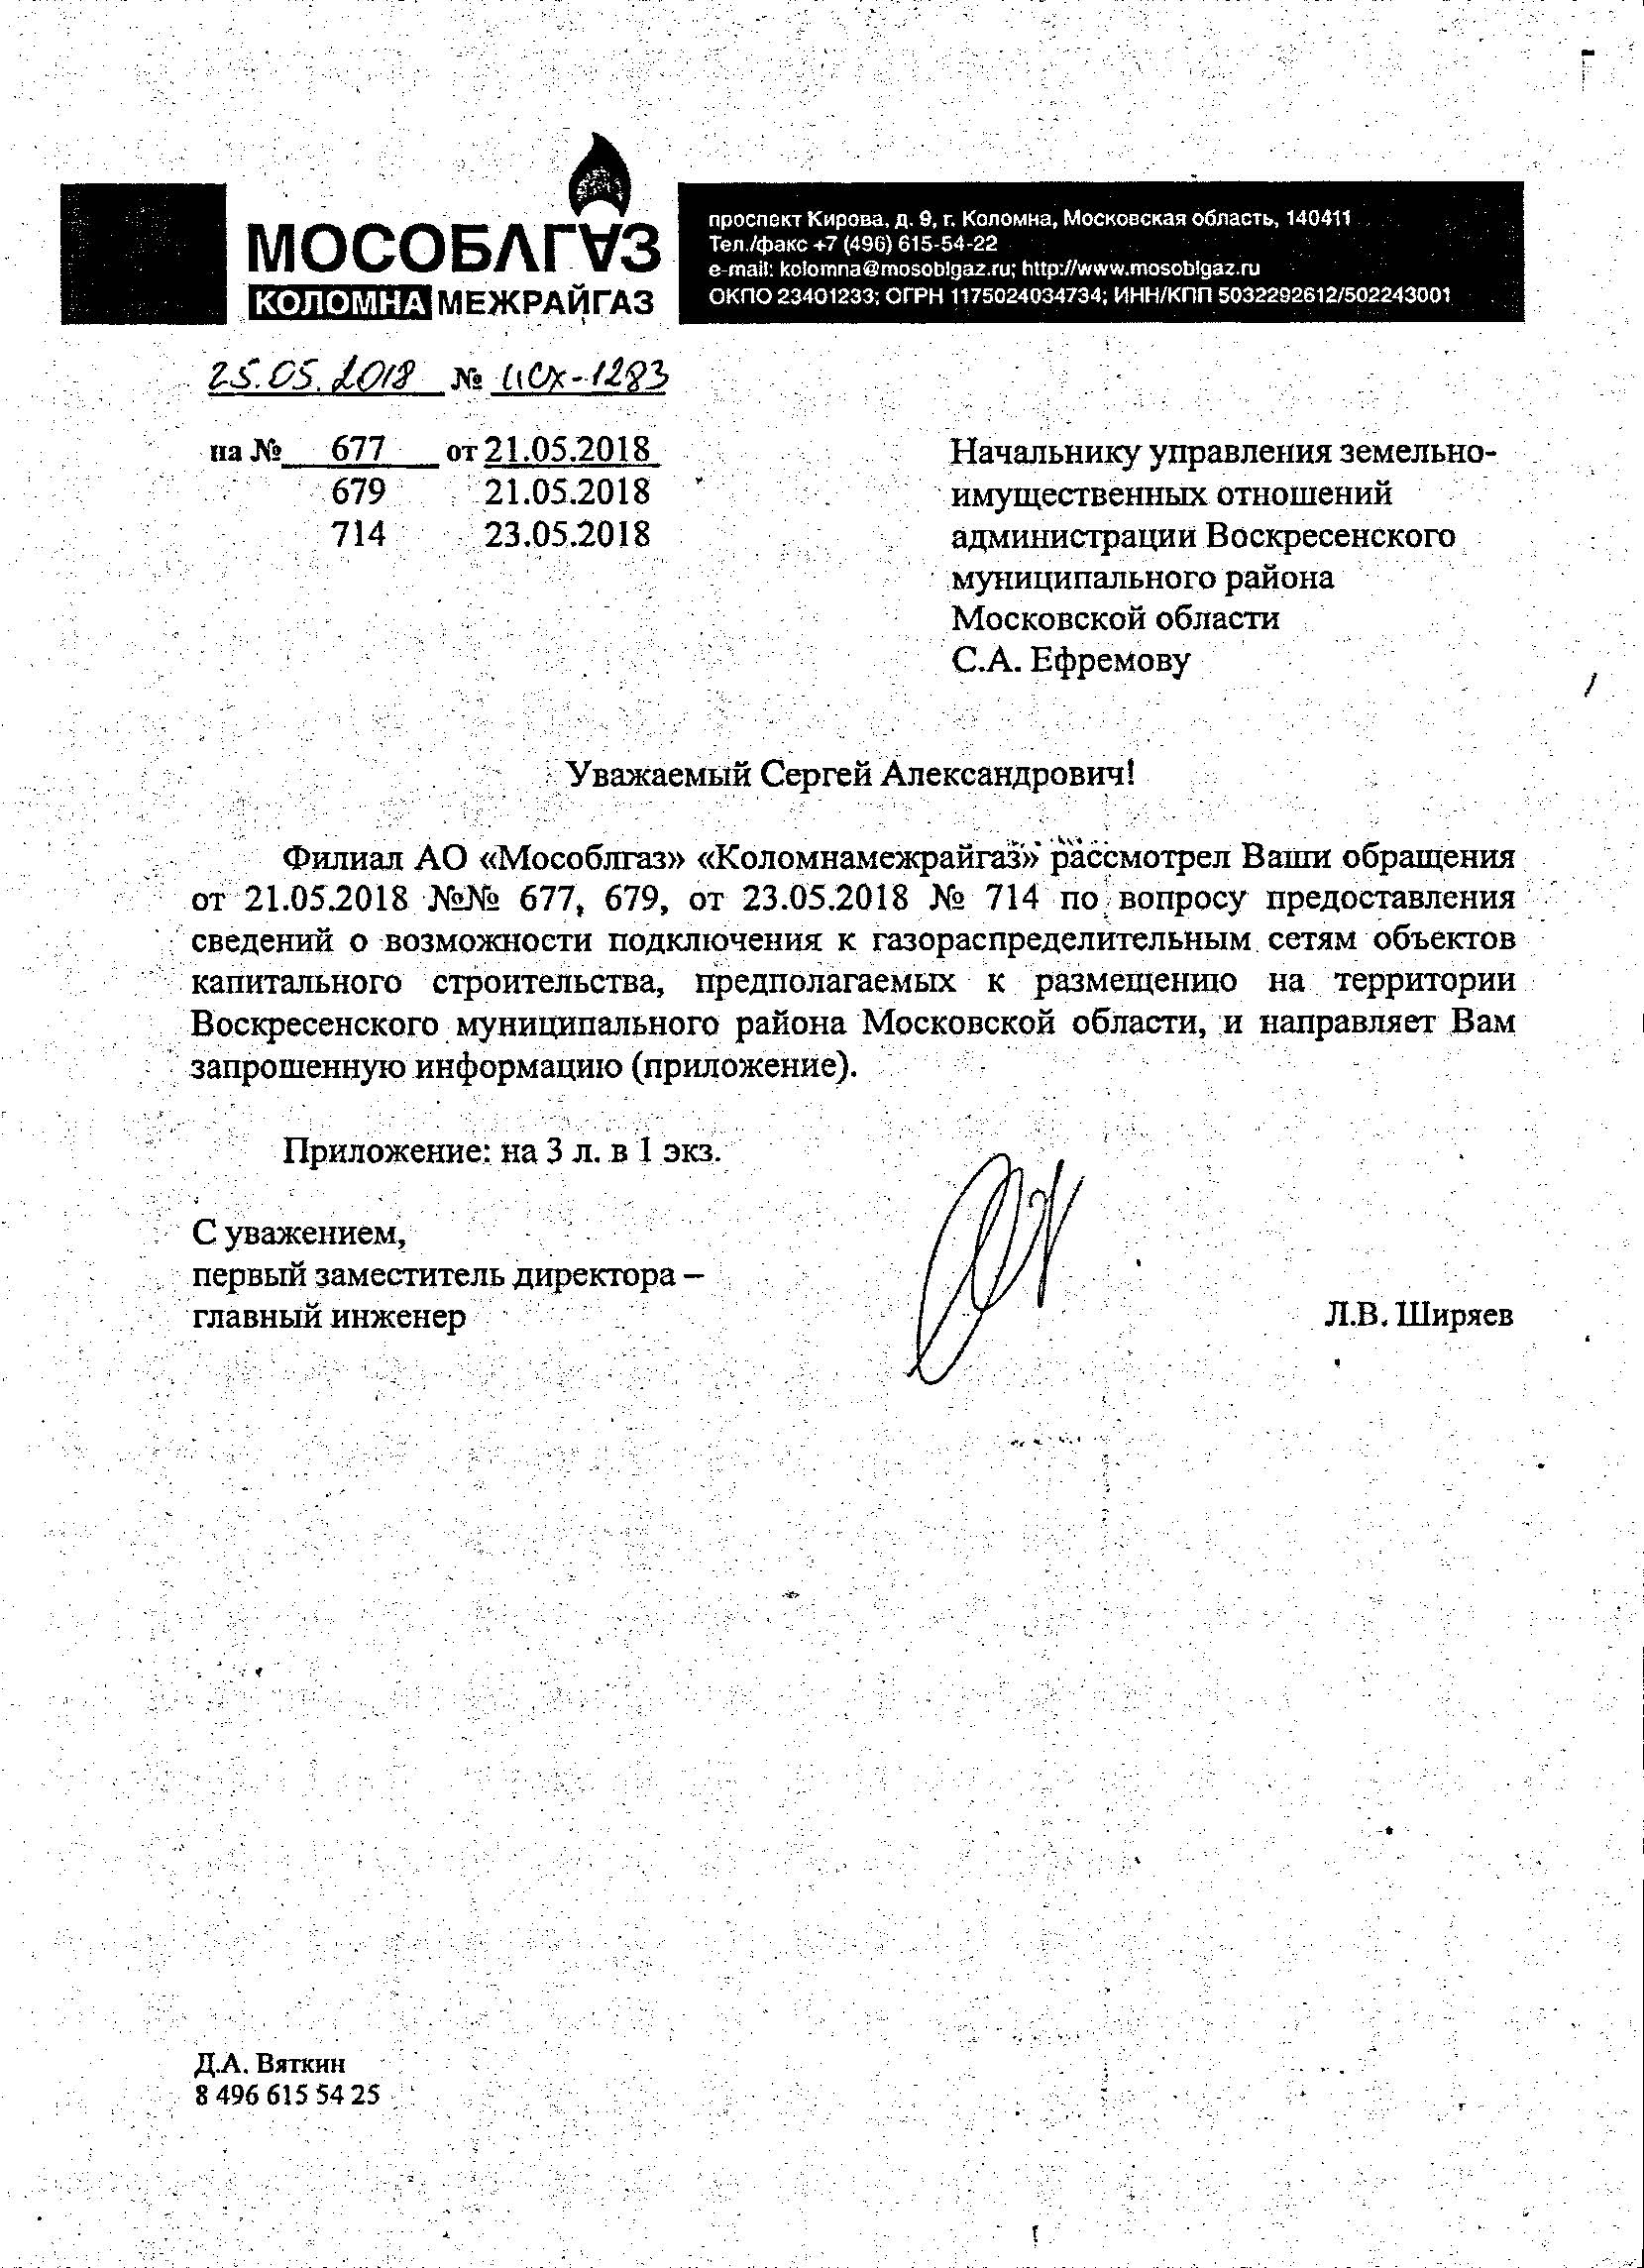 МОСОБЛГАЗ
КОЛОМНА МЕЖРАЙГАЗ
проспект Кирова, д. 9, г. Коломна, Московская область, 140411
Тел./факс +7 (496) 615-54-22
e-mail: kolomna@mosoblgaz.ru; http://www.mosoblgaz.ru
ОКПО 23401233; ОГРН 1175024034734; ИНН/КПП 5032292612/502243001
25.05.2018 № исх-1283
на № 677 от 21.05.2018
679 21.05.2018
714 23.05.2018
Начальнику управления земельно-
имущественных отношений
администрации Воскресенского
муниципального района
Московской области
С.А. Ефремову
Уважаемый Сергей Александрович!
Филиал АО «Мособлгаз» «Коломнамежрайгаз» рассмотрел Ваши обращения
от 21.05.2018 №№ 677, 679, от 23.05.2018 № 714 по вопросу предоставления
сведений о возможности подключения к газораспределительным сетям объектов
капитального строительства, предполагаемых к размещению на территории
Воскресенского муниципального района Московской области, и направляет Вам
запрошенную информацию (приложение).
Приложение: на 3 л. в 1 экз.
С уважением,
первый заместитель директора –
главный инженер
Л.В. Ширяев
Д.А. Вяткин
8 496 615 54 25